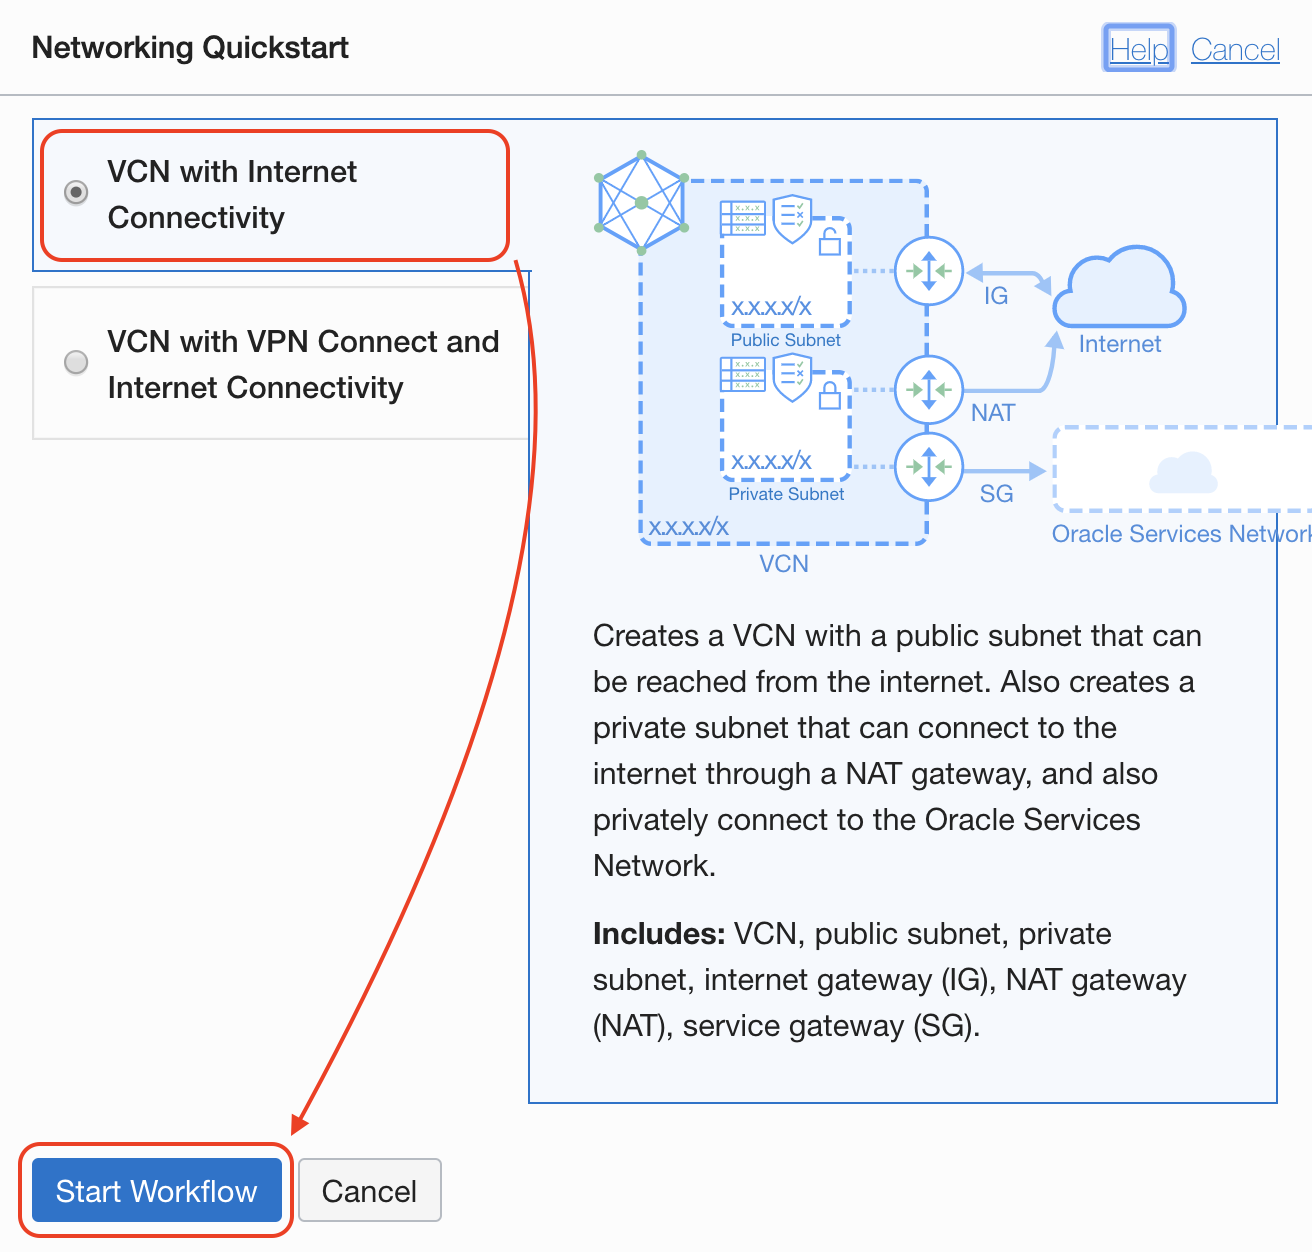 Networking Quickstart
Help Cancel
VCN with Internet
Connectivity
VCN with VPN Connect and
Internet Connectivity
x.x.x
x.x.x
x.x.x
x.x.x.x/x
Public Subnet
x.x.x
x.x.x
x.x.x
x.x.x.x/x
Private Subnet
x.x.x.x/x
VCN
IG
Internet
NAT
SG
Oracle Services Network
Creates a VCN with a public subnet that can
be reached from the internet. Also creates a
private subnet that can connect to the
internet through a NAT gateway, and also
privately connect to the Oracle Services
Network.
Includes: VCN, public subnet, private
subnet, internet gateway (IG), NAT gateway
(NAT), service gateway (SG).
Start Workflow
Cancel